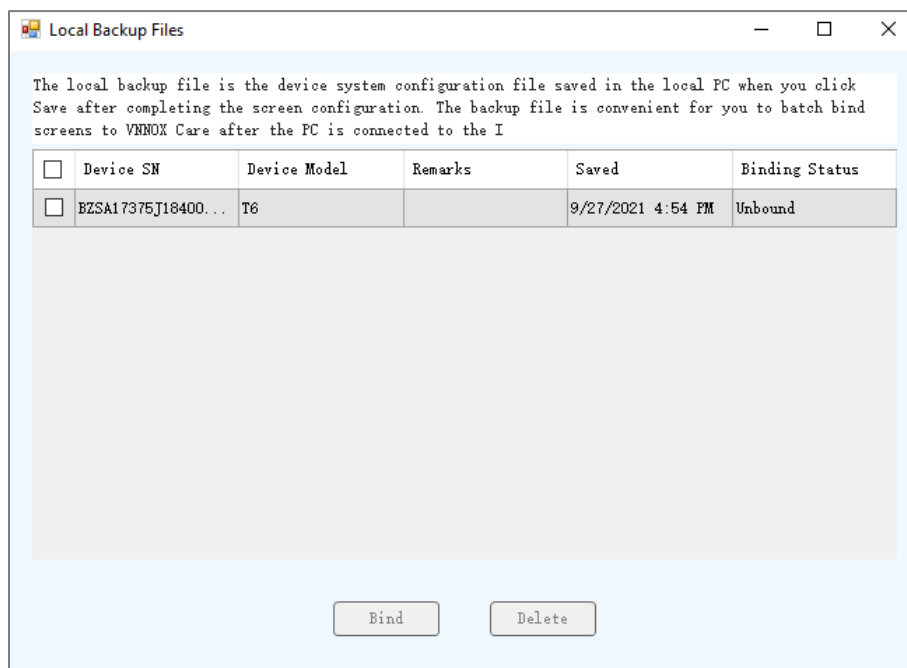 Local Backup Files
The local backup file is the device system configuration file saved in the local PC when you click
Save after completing the screen configuration. The backup file is convenient for you to batch bind
screens to VNNOX Care after the PC is connected to the I
Device SN Device Model Remarks Saved Binding Status
BZSA17375J18400... T6 9/27/2021 4:54 PM Unbound
Bind Delete